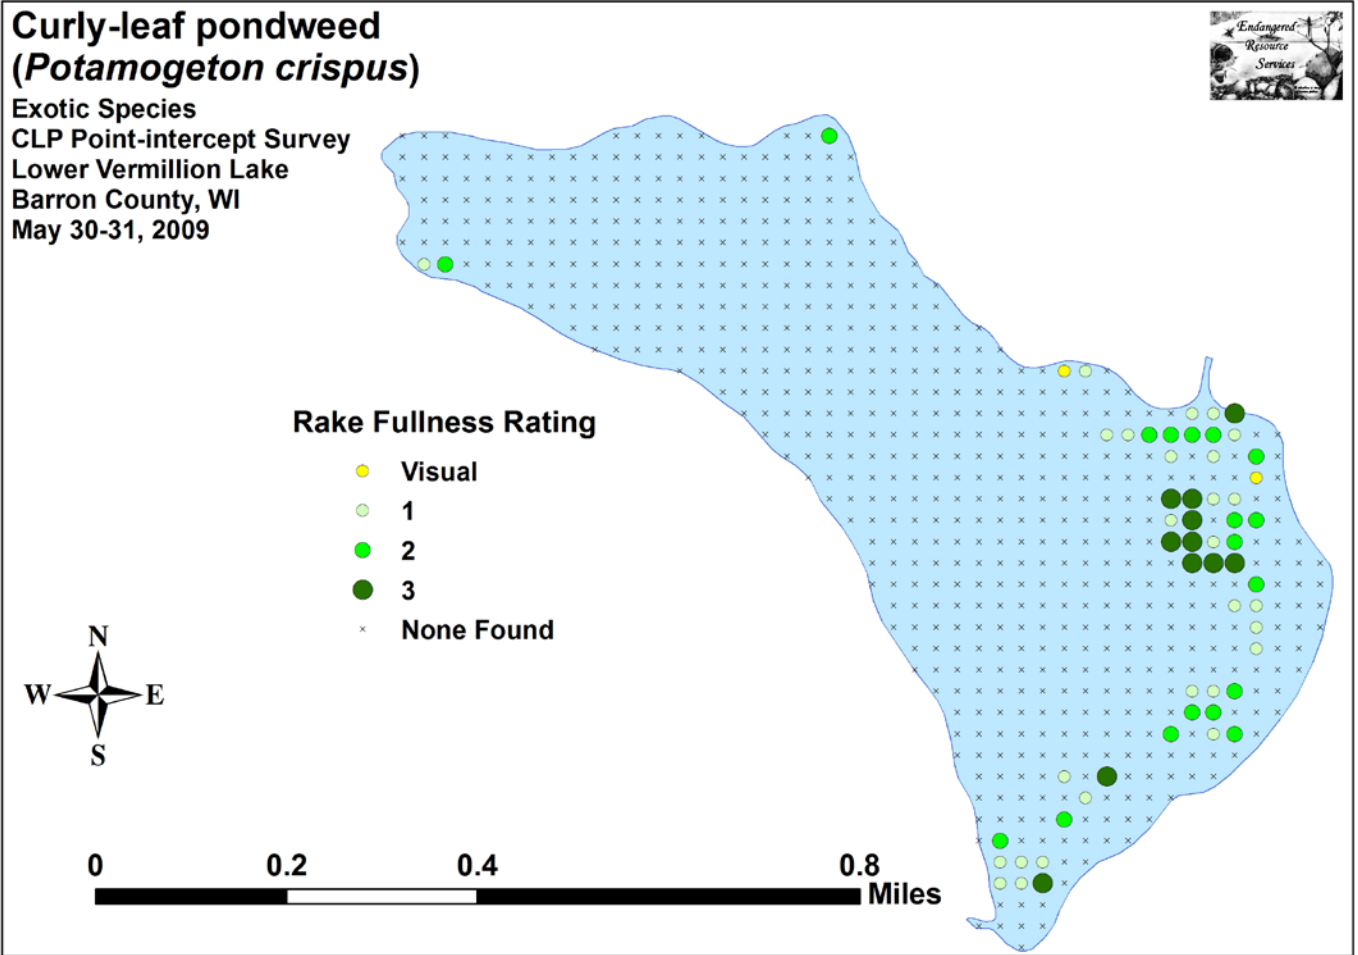 Curly-leaf pondweed
(Potamogeton crispus)
Exotic Species
CLP Point-intercept Survey
Lower Vermillion Lake
Barron County, WI
May 30-31, 2009
Endangered
Resource
Services
Rake Fullness Rating
Visual
1
2
3
None Found
N
W E
S
0 0.2 0.4 0.8
Miles